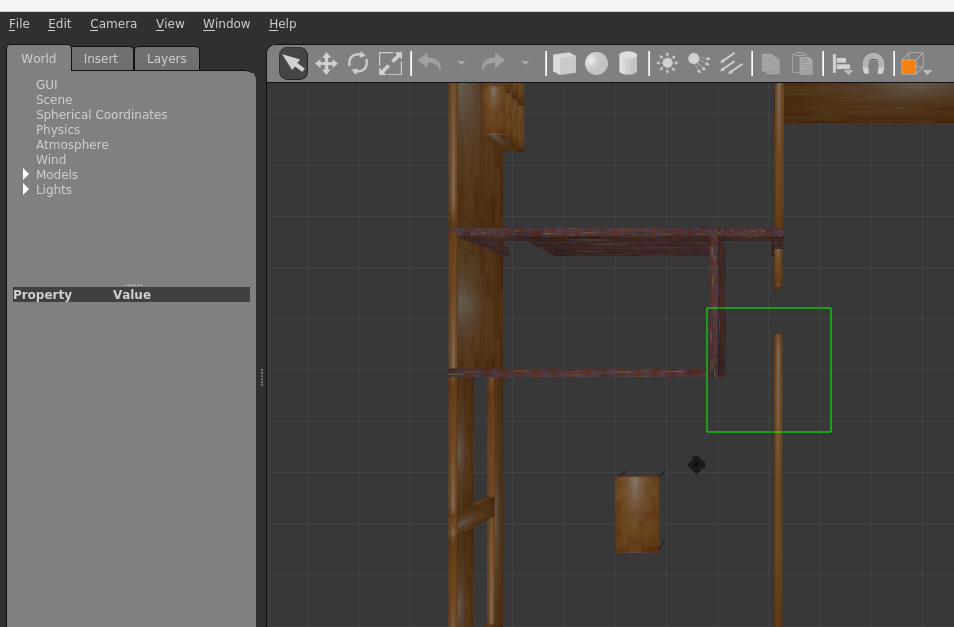 File Edit Camera View Window Help
World Insert Layers
GUI
Scene
Spherical Coordinates
Physics
Atmosphere
Wind
Models
Lights
Property Value